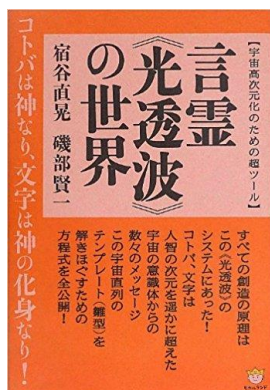 【宇宙高次元化のための超ツール】
言霊
《光透波》
の世界
宿谷直晃 磯部賢一
コトバは神なり、文字は神の化身なり!
すべての創造の原理は
この《光透波》の
システムにあった!
コトバ、文字は
人智の次元を遥かに超えた
宇宙の意識体からの
数々のメッセージ
この宇宙直列の
テンプレート(雛型)を
解きほぐすための
方程式を全公開!
ヒカルランド